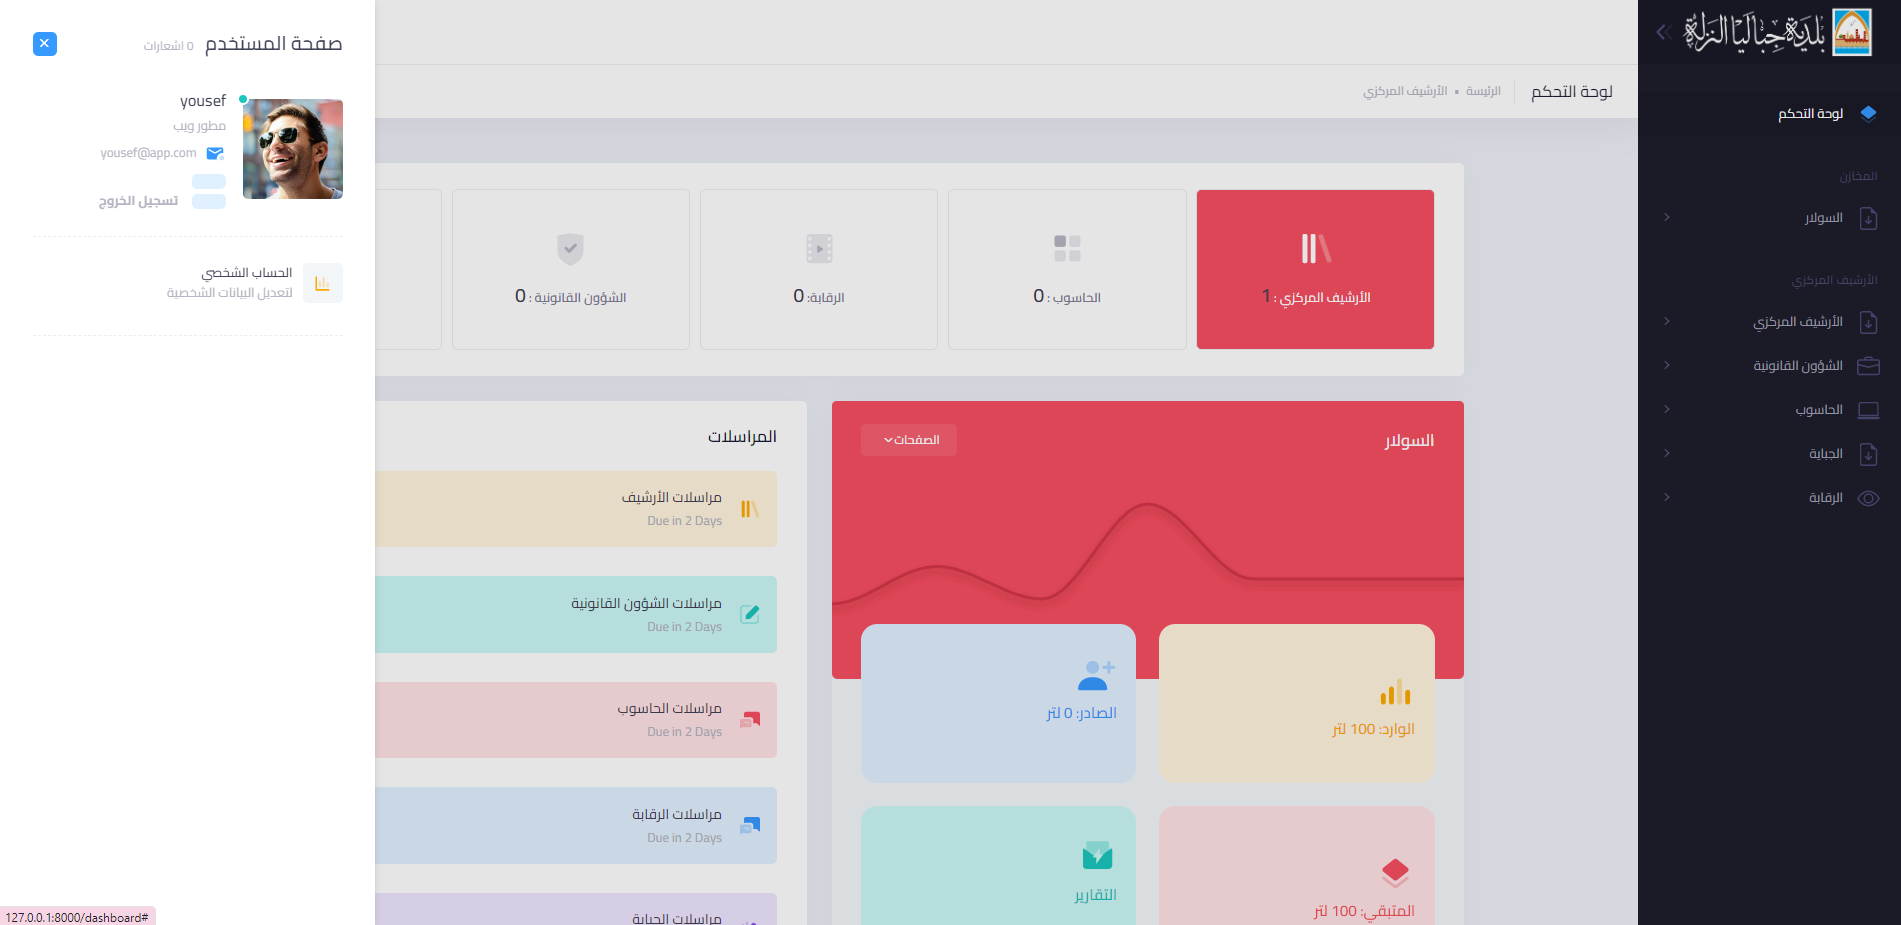 بلدية جباليا النزلة
لوحة التحكم
المخازن
السولار
الأرشيف المركزي
الأرشيف المركزي
الشؤون القانونية
الحاسوب
الجباية
الرقابة
لوحة التحكم
الرئيسة • الأرشيف المركزي
الأرشيف المركزي : 1
الحاسوب : 0
الرقابة: 0
الشؤون القانونية : 0
السولار
الصفحات
الوارد: 100 لتر
الصادر: 0 لتر
المتبقي: 100 لتر
التقارير
المراسلات
مراسلات الأرشيف
Due in 2 Days
مراسلات الشؤون القانونية
Due in 2 Days
مراسلات الحاسوب
Due in 2 Days
مراسلات الرقابة
Due in 2 Days
مراسلات الجباية
صفحة المستخدم 0 اشعارات
yousef
مطور ويب
yousef@app.com
تسجيل الخروج
الحساب الشخصي
لتعديل البيانات الشخصية
127.0.0.1:8000/dashboard#